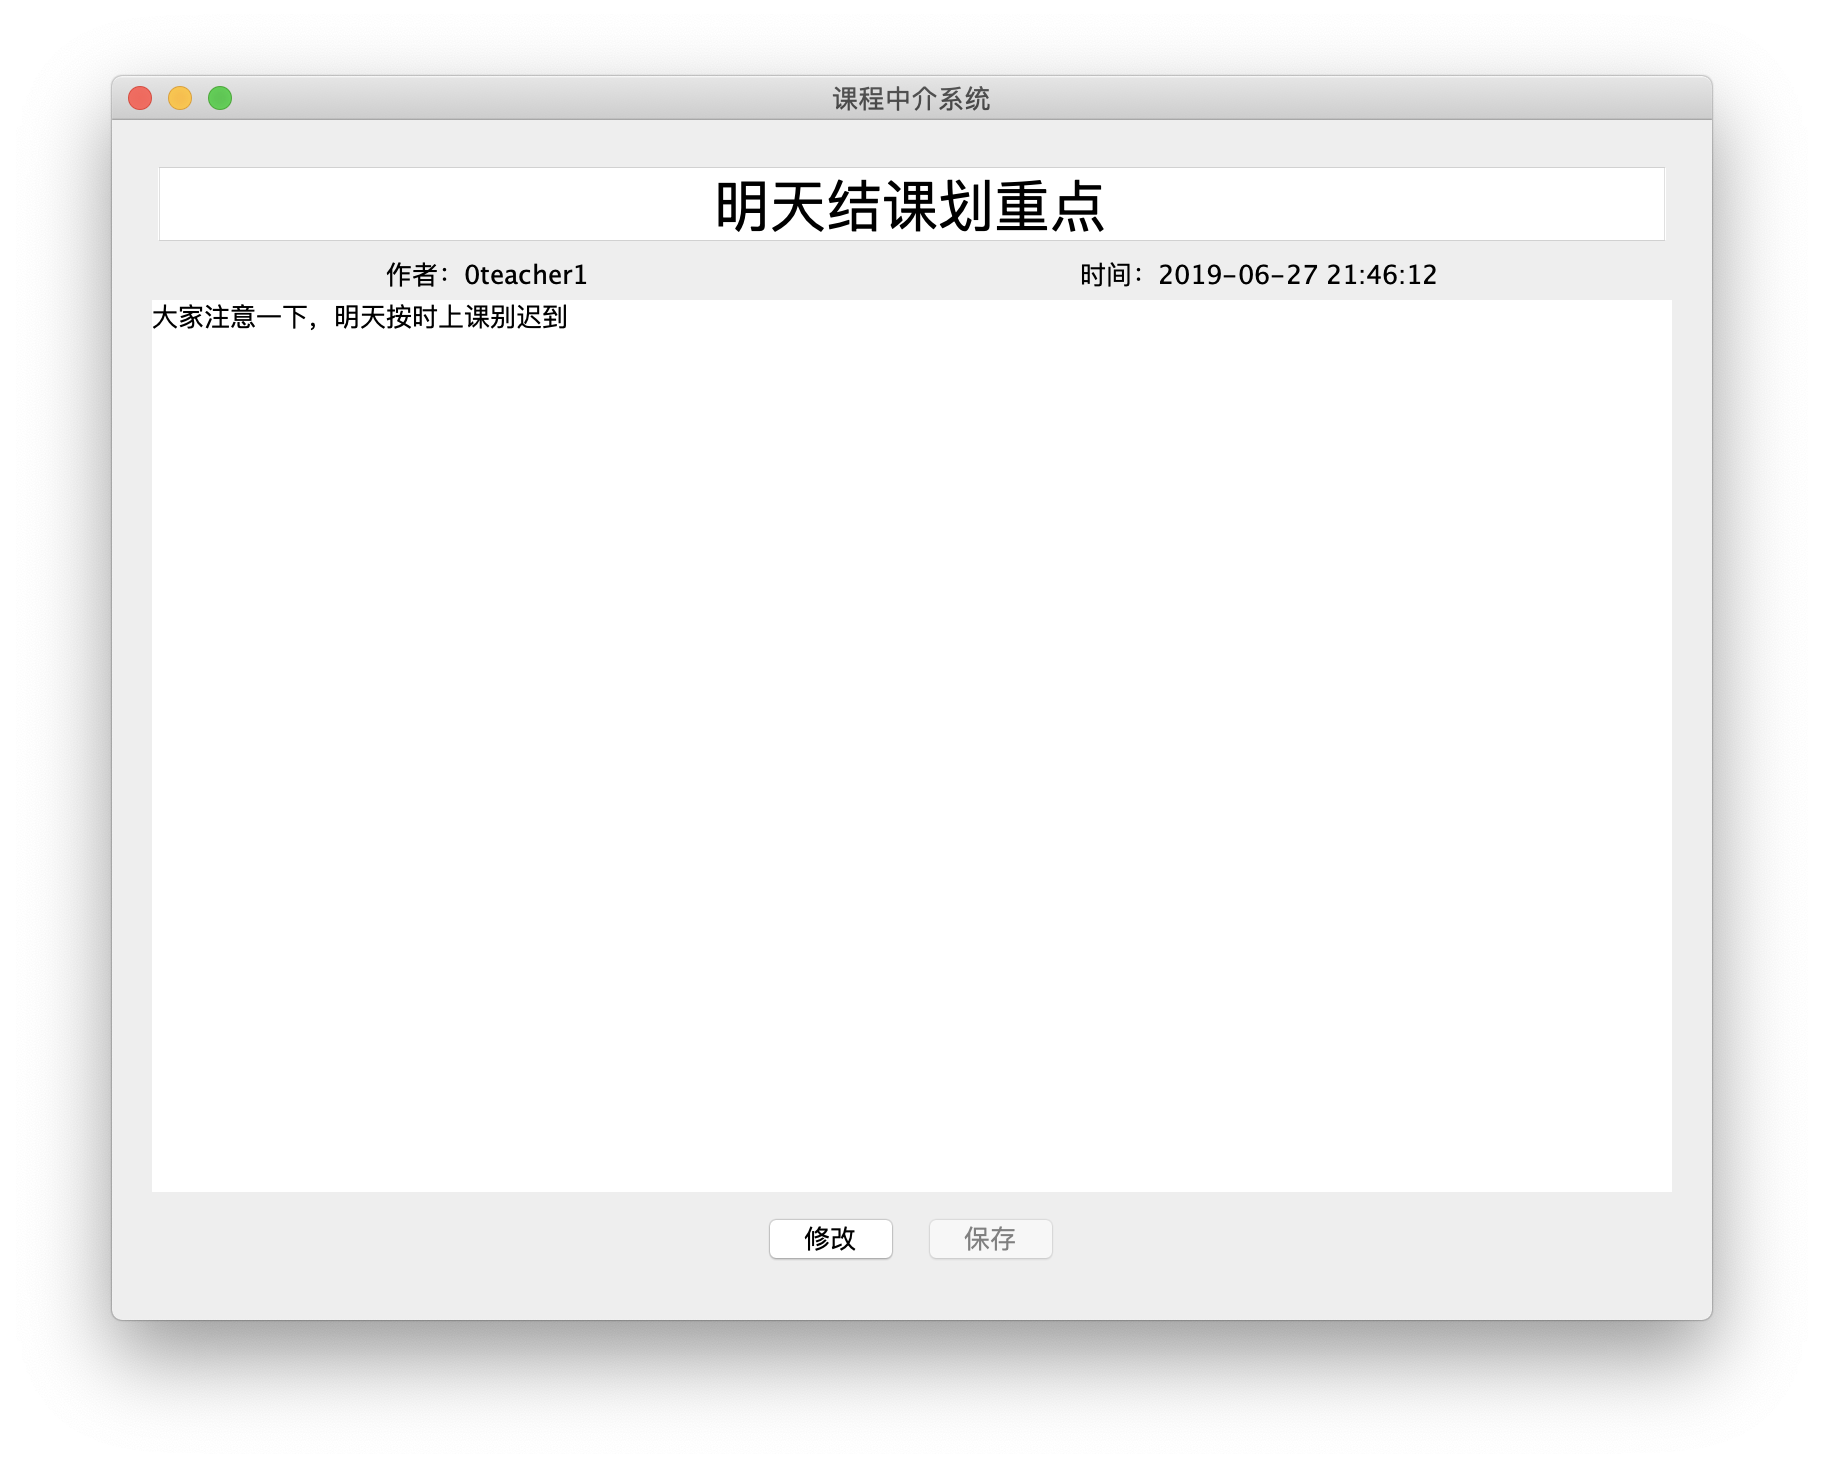 课程中介系统
明天结课划重点
作者：0teacher1
时间：2019-06-27 21:46:12
大家注意一下，明天按时上课别迟到
修改
保存